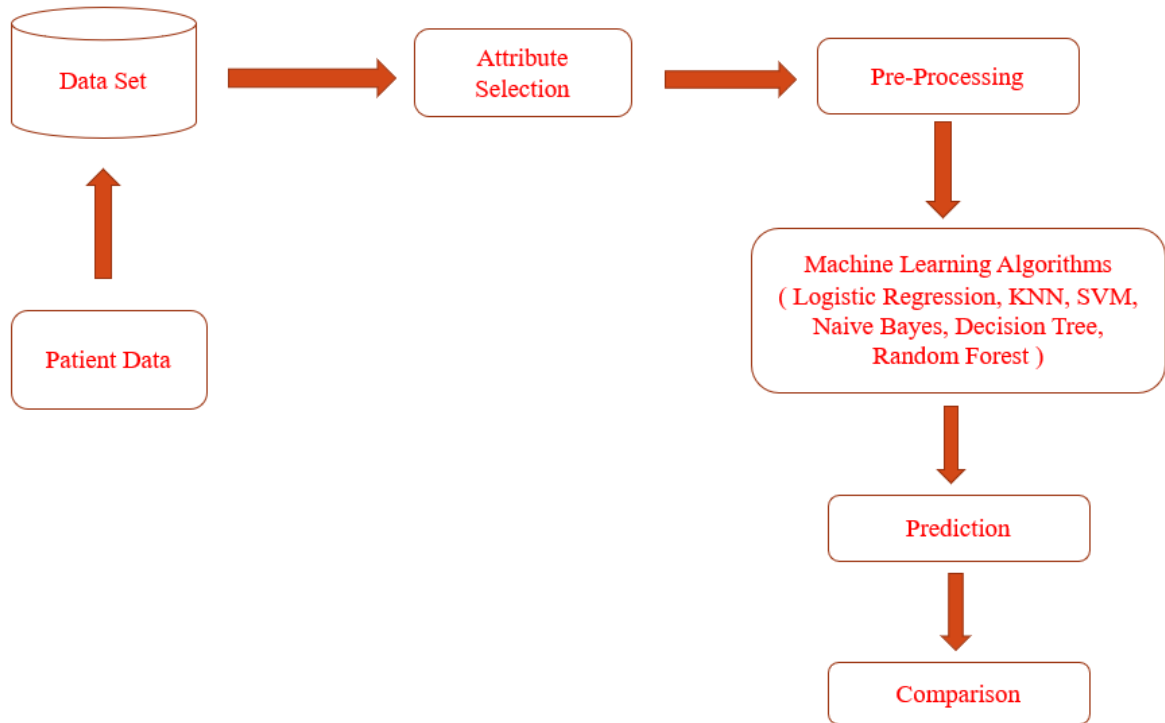 Data Set
Attribute
Selection
Pre-Processing
Patient Data
Machine Learning Algorithms
( Logistic Regression, KNN, SVM,
Naive Bayes, Decision Tree,
Random Forest )
Prediction
Comparison